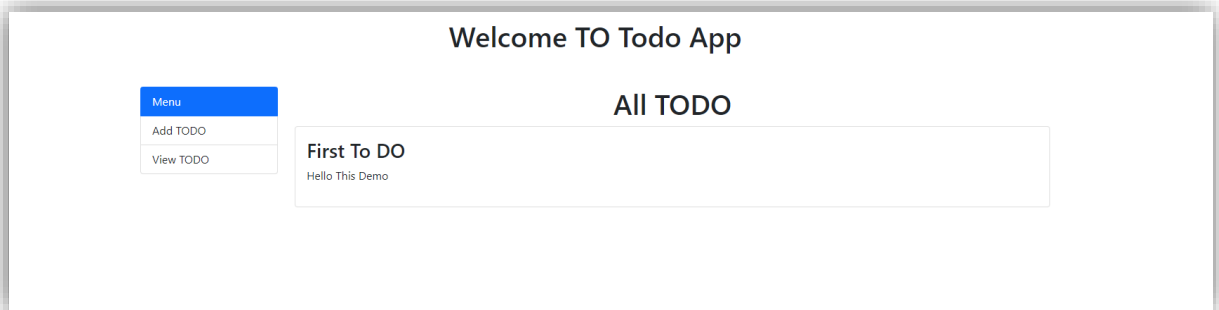 Welcome TO Todo App
Menu
Add TODO
View TODO
All TODO
First To DO
Hello This Demo